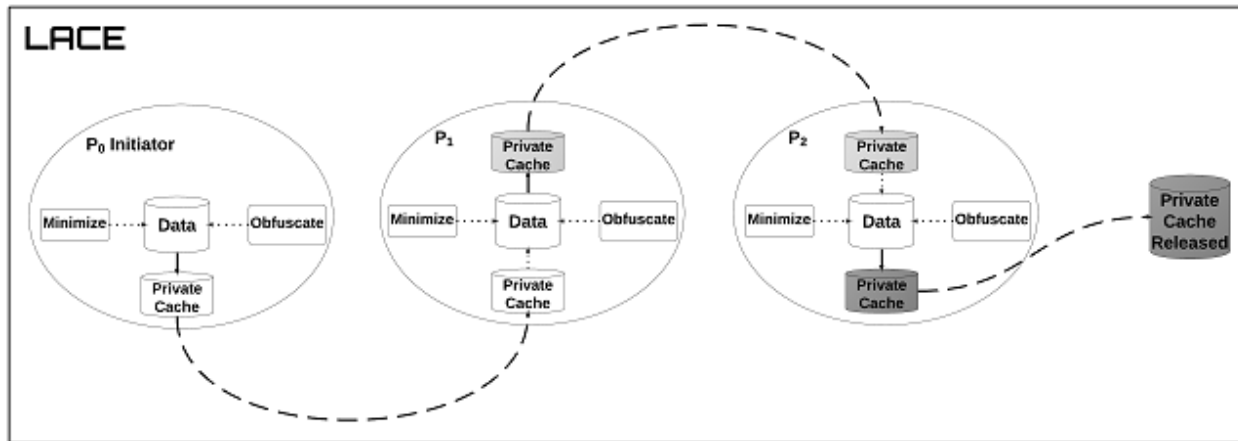 LACE
P₀ Initiator
Minimize
Data
Obfuscate
Private
Cache
P₁
Private
Cache
Minimize
Data
Obfuscate
Private
Cache
P₂
Private
Cache
Minimize
Data
Obfuscate
Private
Cache
Private
Cache
Released